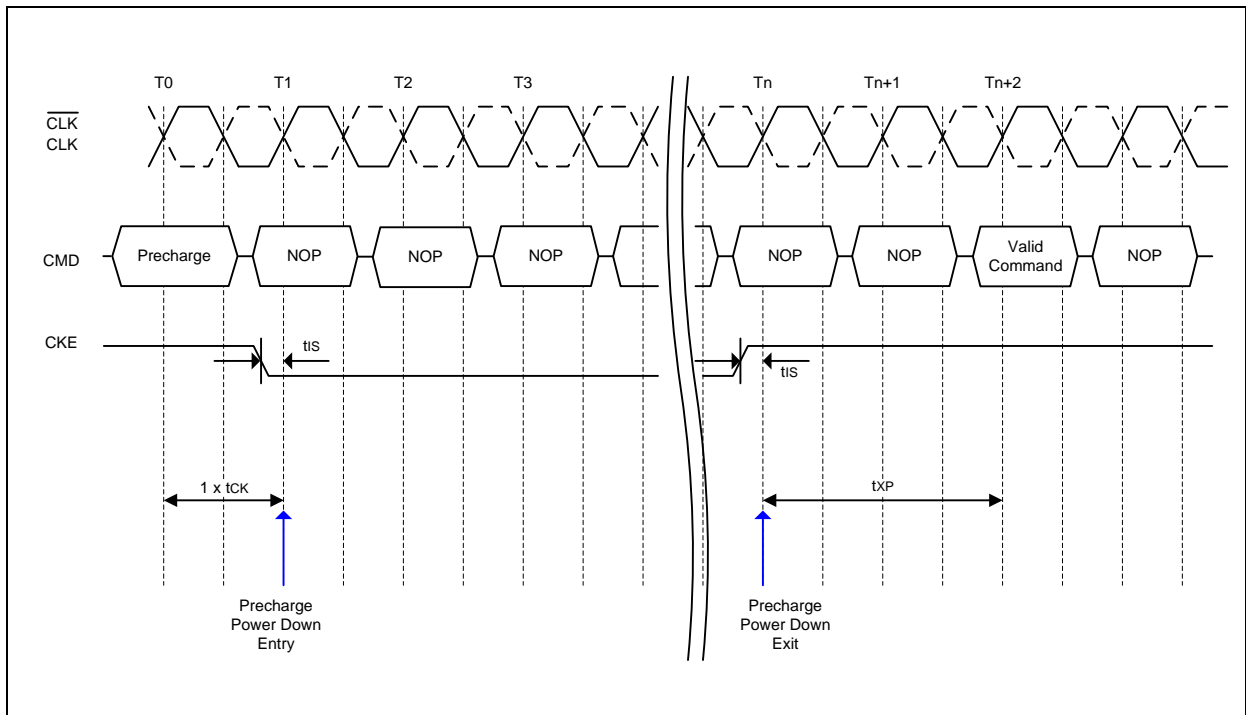 T0 T1 T2 T3 Tn Tn+1 Tn+2
CLK
CLK
CMD Precharge NOP NOP NOP NOP NOP Valid Command NOP
CKE tIS tIS
1 x tCK tXP
Precharge
Power Down
Entry
Precharge
Power Down
Exit